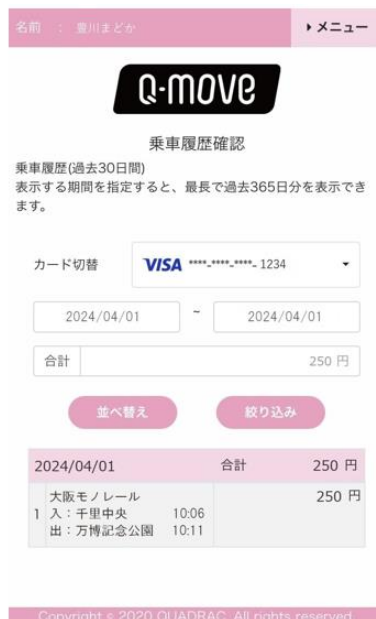 名前 : 豊川まどか
メニュー
Q-move
乗車履歴確認
乗車履歴(過去30日間)
表示する期間を指定すると、最長で過去365日分を表示でき
ます。
カード切替 VISA ****-****-****- 1234
2024/04/01 ~ 2024/04/01
合計 250 円
並べ替え 絞り込み
2024/04/01 合計 250 円
大阪モノレール 250 円
1 入：千里中央 10:06
出：万博記念公園 10:11
Copyright s 2020 QUADRAC. All rights reserved